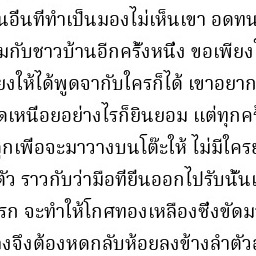 นอื่นที่ทำเป็นมองไม่เห็นเขา อดทน
มกับชาวบ้านอีกครั้งหนึ่ง ขอเพียง
ยงให้ได้พูดจากับใครก็ได้ เขาอยาก
ดเหนื่อยอย่างไรก็ยินยอม แต่ทุกค
กเพื่อจะมาวางบนโต๊ะให้ ไม่มีใคร
ตัว ราวกับว่ามือที่ยื่นออกไปรับนั้น
รก จะทำให้โกศทองเหลืองซึ่งขัดม
งจึงต้องหดกลับห้อยลงข้างลำตัว